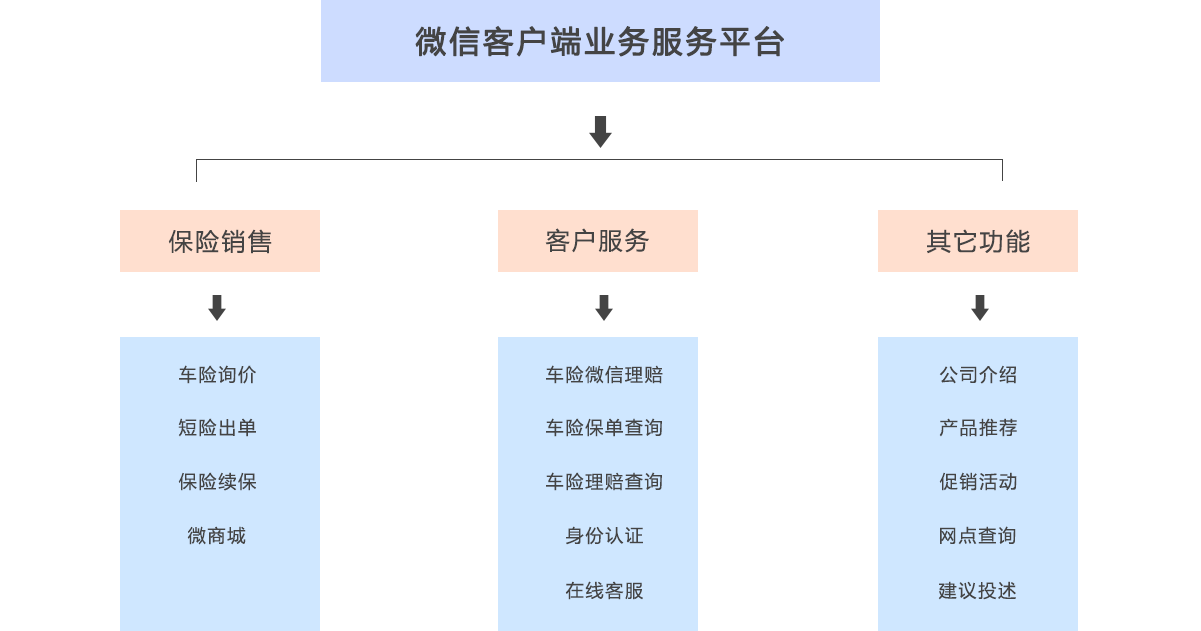 微信客户端业务服务平台
保险销售
客户服务
其它功能
车险询价
短险出单
保险续保
微商城
车险微信理赔
车险保单查询
车险理赔查询
身份认证
在线客服
公司介绍
产品推荐
促销活动
网点查询
建议投述